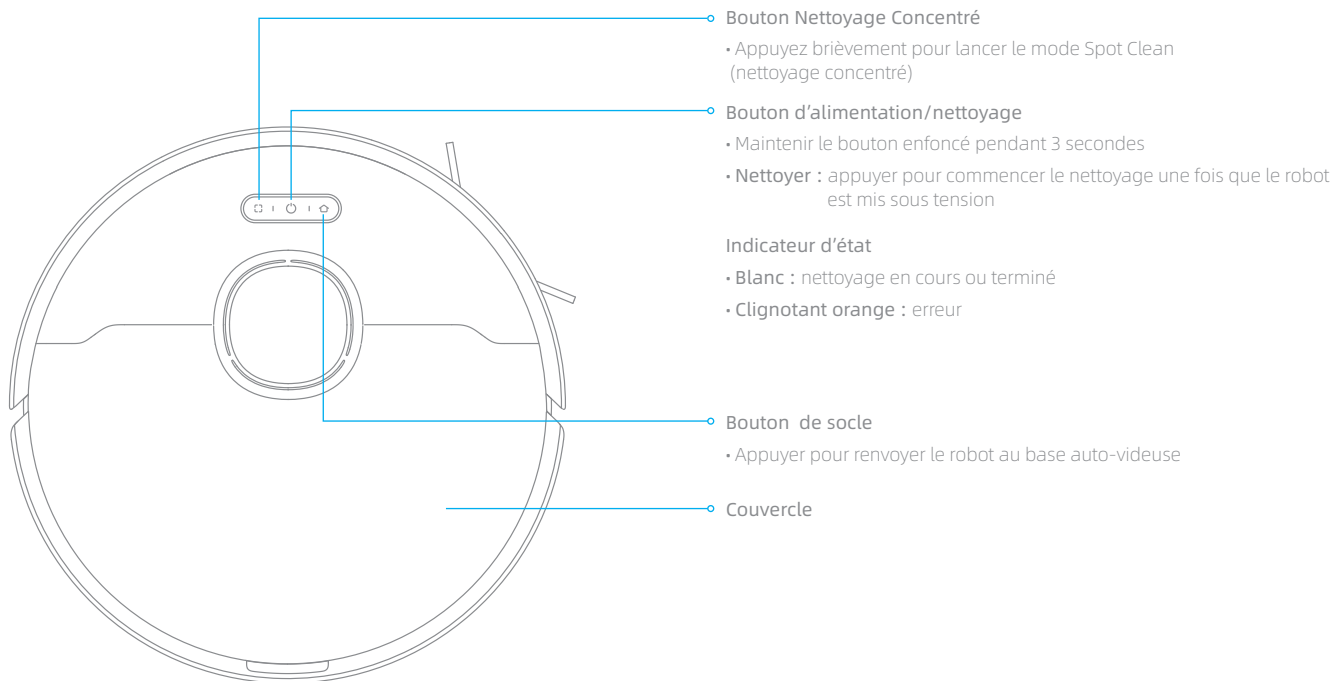 Bouton Nettoyage Concentré
• Appuyez brièvement pour lancer le mode Spot Clean
(nettoyage concentré)
Bouton d’alimentation/nettoyage
• Maintenir le bouton enfoncé pendant 3 secondes
• Nettoyer : appuyer pour commencer le nettoyage une fois que le robot
est mis sous tension
Indicateur d’état
• Blanc : nettoyage en cours ou terminé
• Clignotant orange : erreur
Bouton de socle
• Appuyer pour renvoyer le robot au base auto-videuse
Couvercle